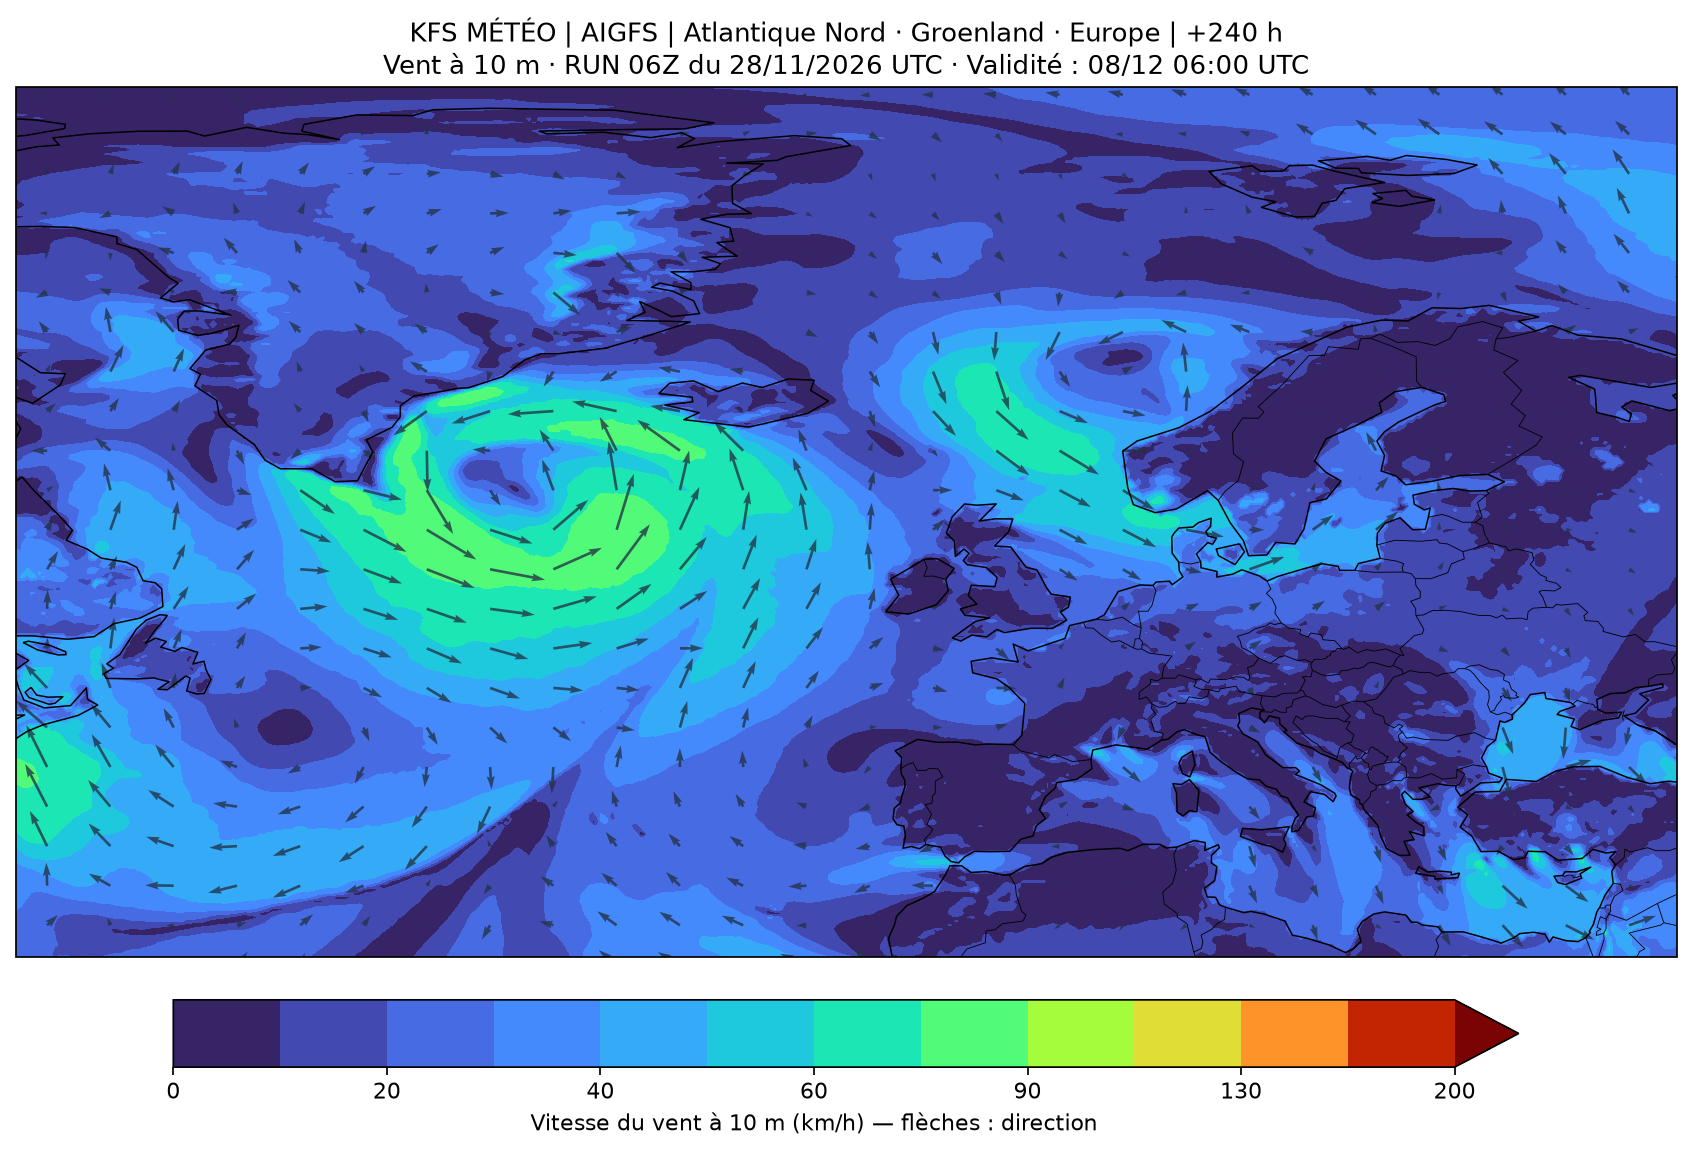 KFS MÉTÉO | AIGFS | Atlantique Nord · Groenland · Europe | +240 h
Vent à 10 m · RUN 06Z du 28/11/2026 UTC · Validité : 08/12 06:00 UTC
0 20 40 60 90 130 200
Vitesse du vent à 10 m (km/h) — flèches : direction